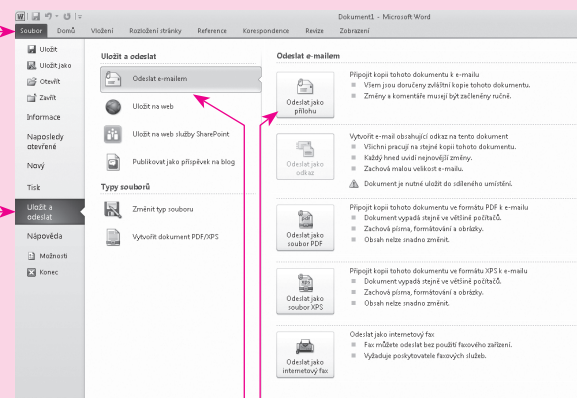 Dokument1 - Microsoft Word
Soubor Domů Vložení Rozložení stránky Reference Korespondence Revize Zobrazení
Uložit
Uložit jako
Otevřít
Zavřít
Informace
Naposledy
otevřené
Nový
Tisk
Uložit a
odeslat
Nápověda
Možnosti
Konec
Uložit a odeslat
Odeslat e-mailem
Uložit na web
Uložit na web služby SharePoint
Publikovat jako příspěvek na blog
Typy souborů
Změnit typ souboru
Vytvořit dokument PDF/XPS
Odeslat e-mailem
Odeslat jako
přílohu
Připojit kopii tohoto dokumentu k e-mailu
Všem jsou doručeny zvláštní kopie tohoto dokumentu.
Změny a komentáře musejí být začleněny ručně.
Odeslat jako
odkaz
Vytvořit e-mail obsahující odkaz na tento dokument
Všichni pracují na stejné kopii tohoto dokumentu.
Každý hned uvidí nejnovější změny.
Zachová malou velikost e-mailu.
Dokument je nutné uložit do sdíleného umístění.
Odeslat jako
soubor PDF
Připojit kopii tohoto dokumentu ve formátu PDF k e-mailu
Dokument vypadá stejně ve většině počítačů.
Zachová písma, formátování a obrázky.
Obsah nelze snadno změnit.
Odeslat jako
soubor XPS
Připojit kopii tohoto dokumentu ve formátu XPS k e-mailu
Dokument vypadá stejně ve většině počítačů.
Zachová písma, formátování a obrázky.
Obsah nelze snadno změnit.
Odeslat jako
internetový fax
Odeslat jako internetový fax
Fax můžete odeslat bez použití faxového zařízení.
Vyžaduje poskytovatele faxových služeb.